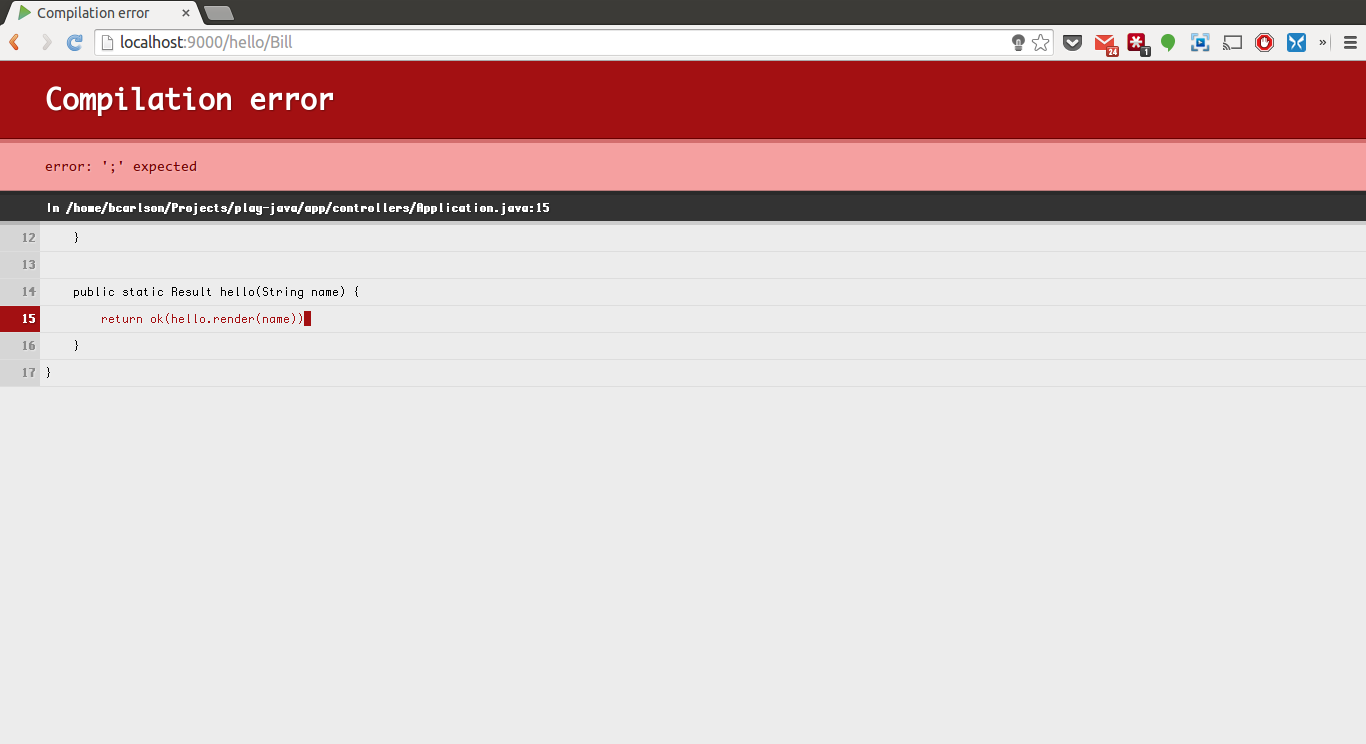 Compilation error
localhost:9000/hello/Bill
24
1
»
Compilation error
error: ';' expected
In /home/bcarlson/Projects/play-java/app/controllers/Application.java:15
12     }
13
14     public static Result hello(String name) {
15         return ok(hello.render(name))
16     }
17 }